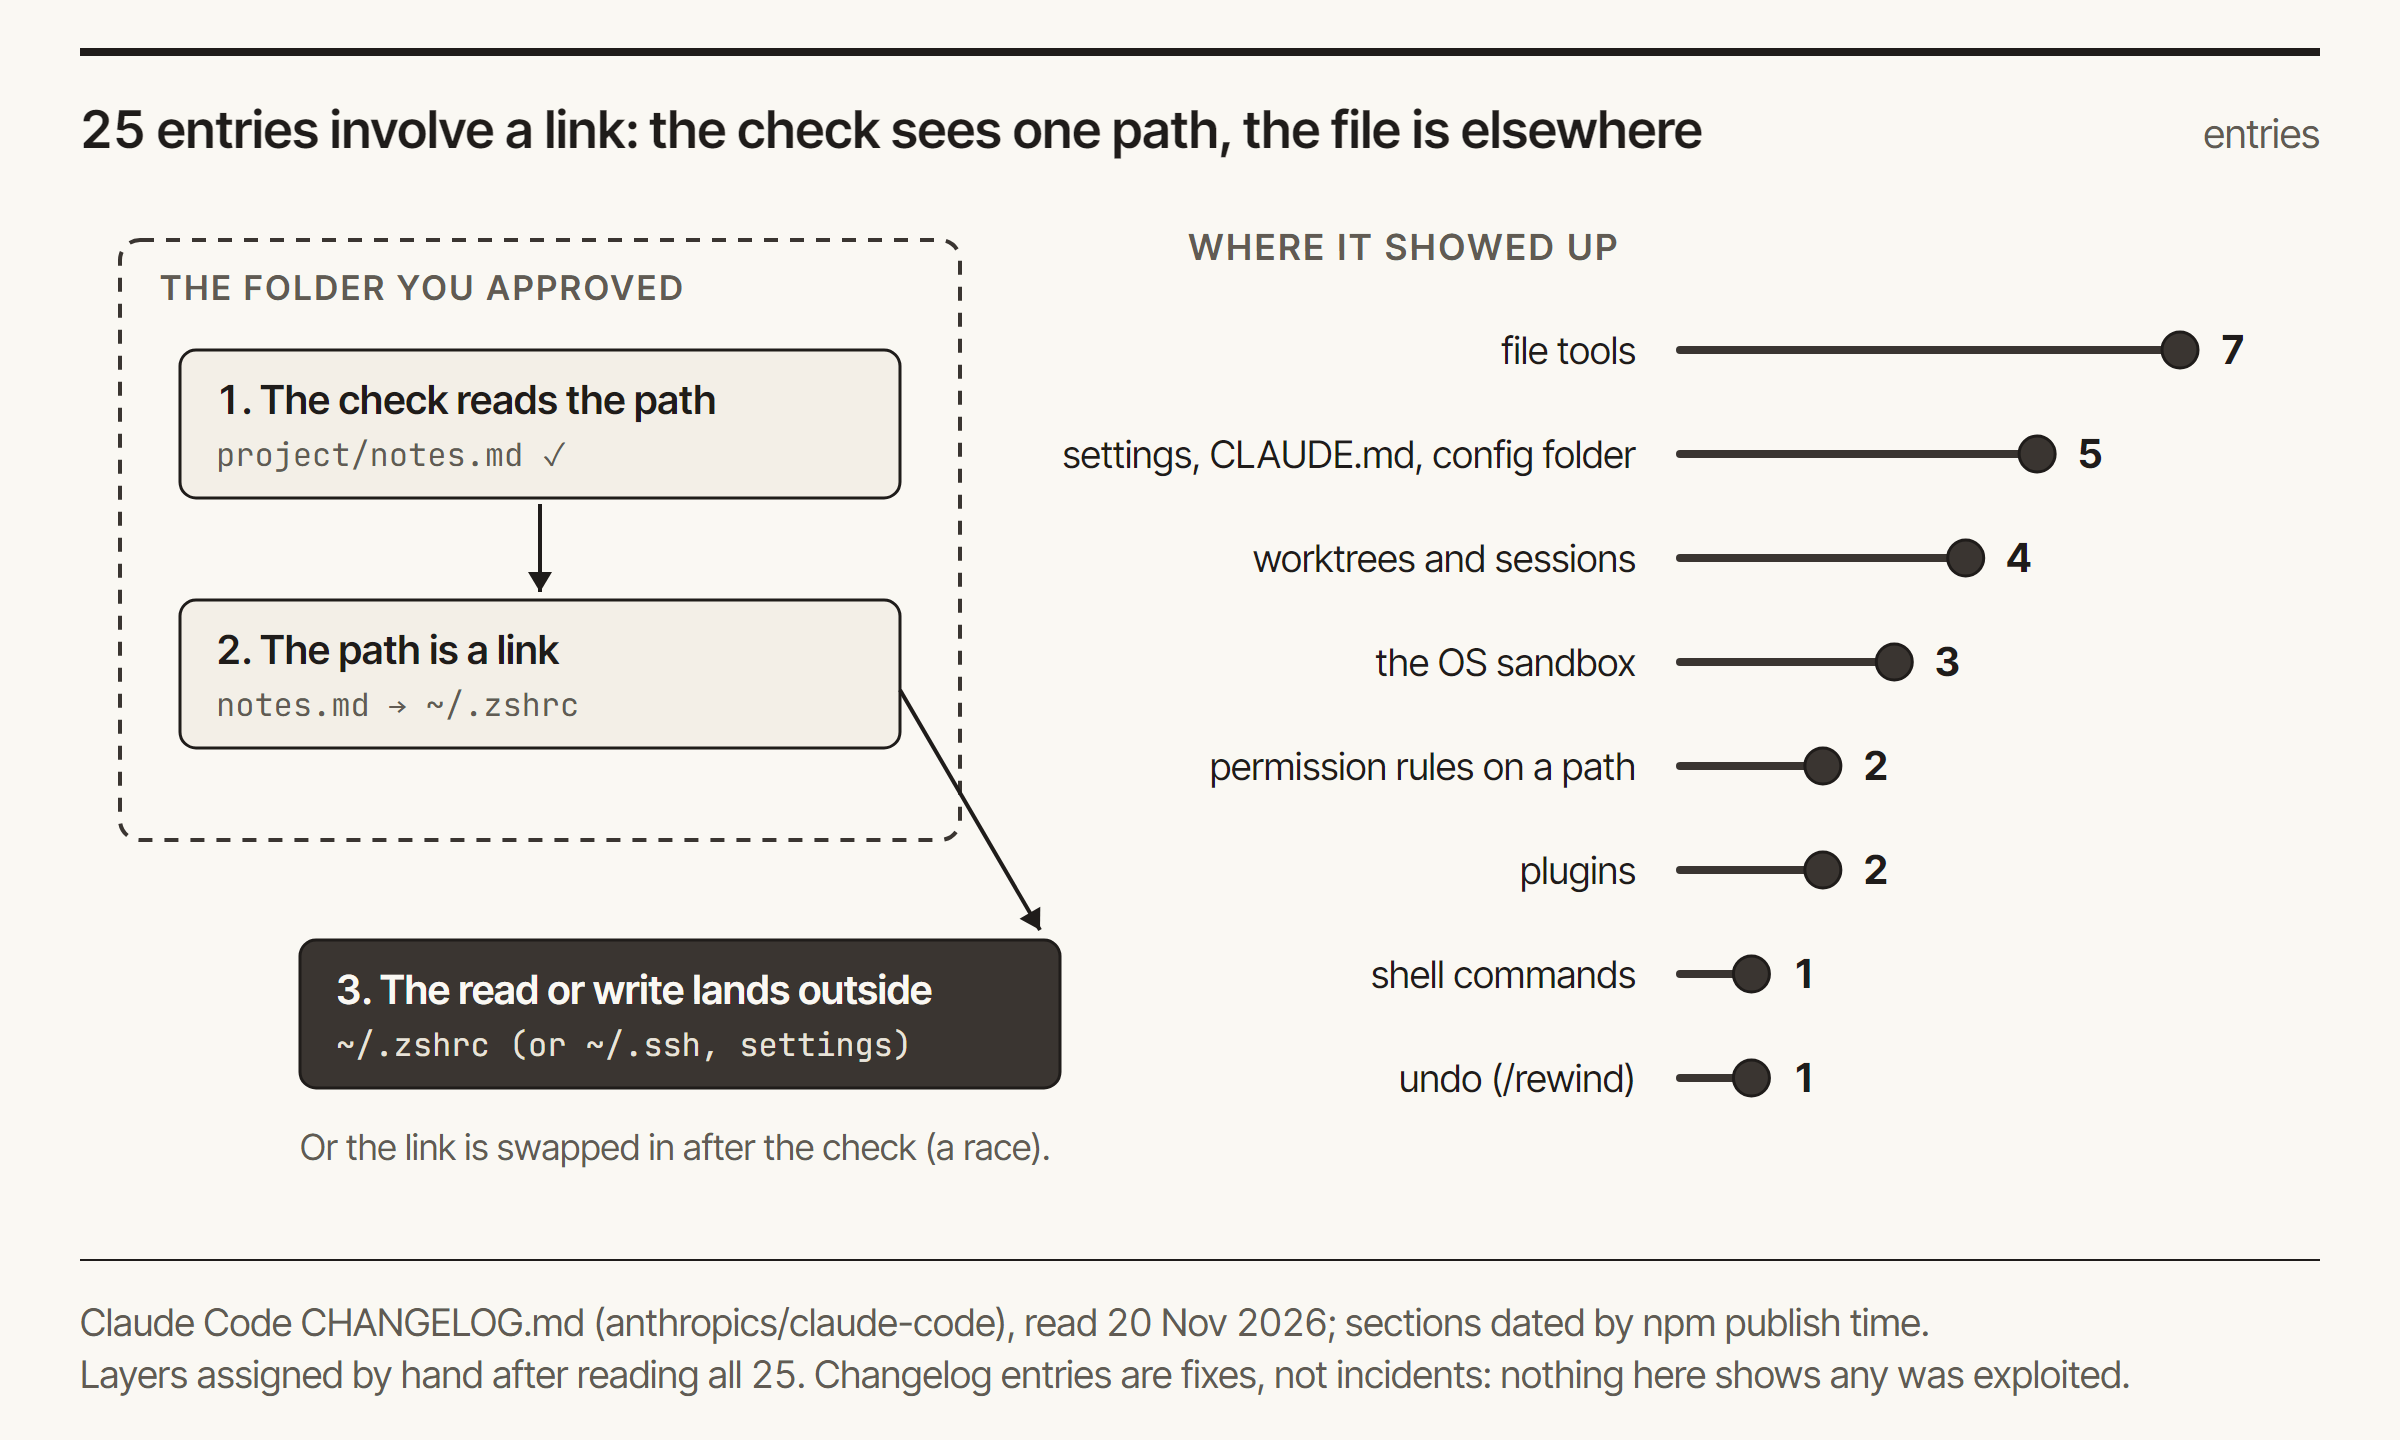 25 entries involve a link: the check sees one path, the file is elsewhere
entries
THE FOLDER YOU APPROVED
1. The check reads the path
project/notes.md ✓
2. The path is a link
notes.md → ~/.zshrc
3. The read or write lands outside
~/.zshrc (or ~/.ssh, settings)
Or the link is swapped in after the check (a race).
WHERE IT SHOWED UP
file tools 7
settings, CLAUDE.md, config folder 5
worktrees and sessions 4
the OS sandbox 3
permission rules on a path 2
plugins 2
shell commands 1
undo (/rewind) 1
Claude Code CHANGELOG.md (anthropics/claude-code), read 20 Nov 2026; sections dated by npm publish time.
Layers assigned by hand after reading all 25. Changelog entries are fixes, not incidents: nothing here shows any was exploited.